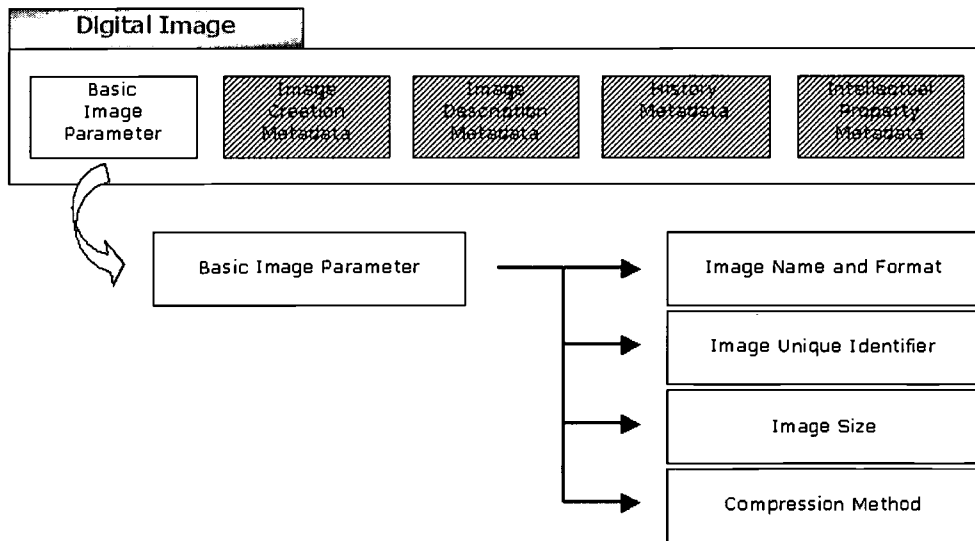 Digital Image
Basic
Image
Parameter
Image
Creation
Metadata
Image
Description
Metadata
History
Metadata
Intellectual
Property
Metadata
Basic Image Parameter
Image Name and Format
Image Unique Identifier
Image Size
Compression Method